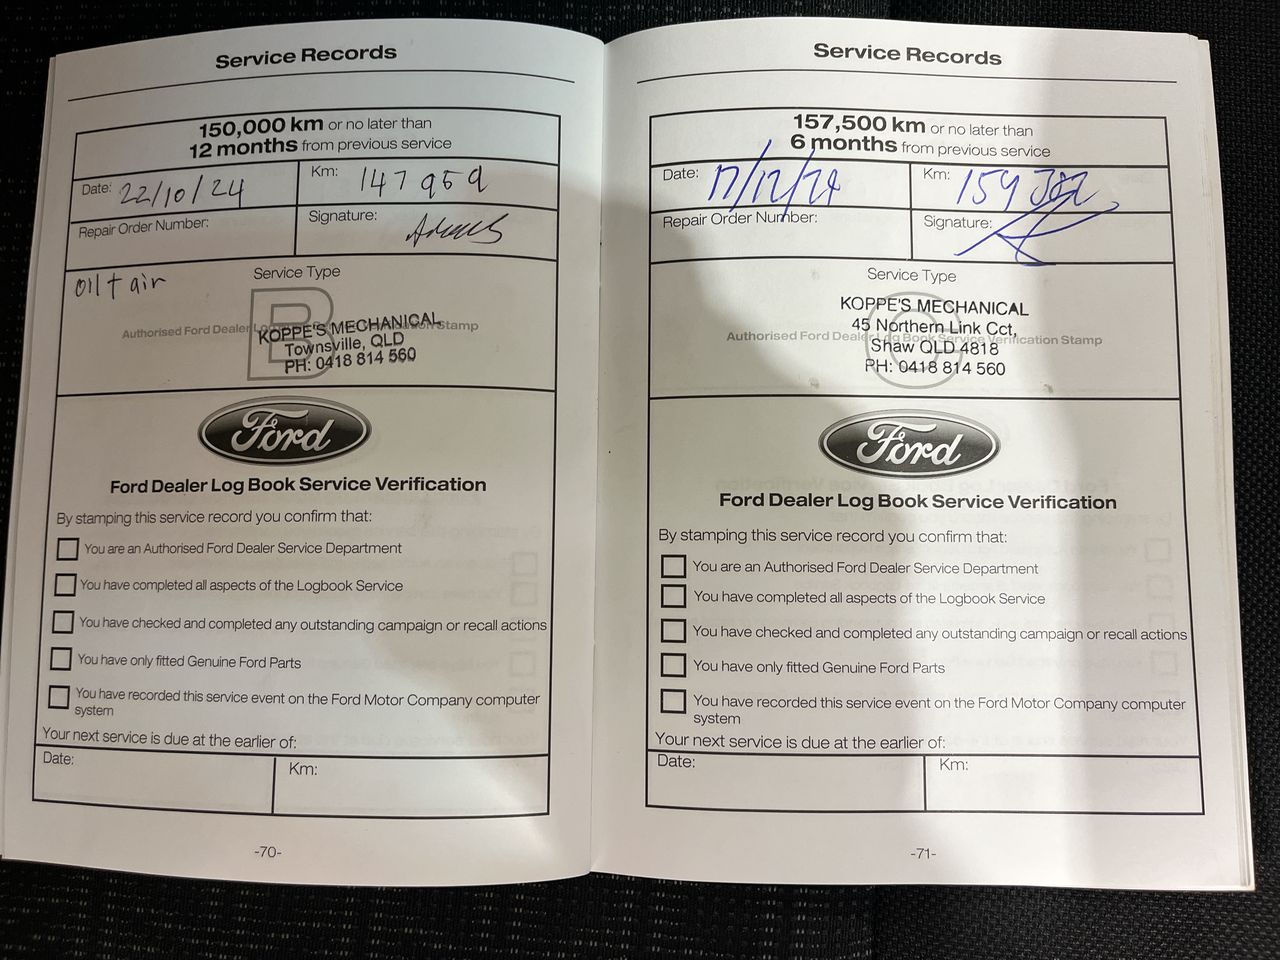 Service Records
150,000 km or no later than
12 months from previous service
Date: 22/10/24
Km: 147 959
Repair Order Number:
Signature:
oil + air
Service Type
B
Authorised Ford Dealer Log Book Service Verification Stamp
KOPPE'S MECHANICAL
Townsville, QLD
PH: 0418 814 560
Ford
Ford Dealer Log Book Service Verification
By stamping this service record you confirm that:
You are an Authorised Ford Dealer Service Department
You have completed all aspects of the Logbook Service
You have checked and completed any outstanding campaign or recall actions
You have only fitted Genuine Ford Parts
You have recorded this service event on the Ford Motor Company computer
system
Your next service is due at the earlier of:
Date:
Km:
-70-
Service Records
157,500 km or no later than
6 months from previous service
Date: 17/12/24
Km:
Repair Order Number:
Signature:
Service Type
C
Authorised Ford Dealer Log Book Service Verification Stamp
KOPPE'S MECHANICAL
45 Northern Link Cct,
Shaw QLD 4818
PH: 0418 814 560
Ford
Ford Dealer Log Book Service Verification
By stamping this service record you confirm that:
You are an Authorised Ford Dealer Service Department
You have completed all aspects of the Logbook Service
You have checked and completed any outstanding campaign or recall actions
You have only fitted Genuine Ford Parts
You have recorded this service event on the Ford Motor Company computer
system
Your next service is due at the earlier of:
Date:
Km:
-71-